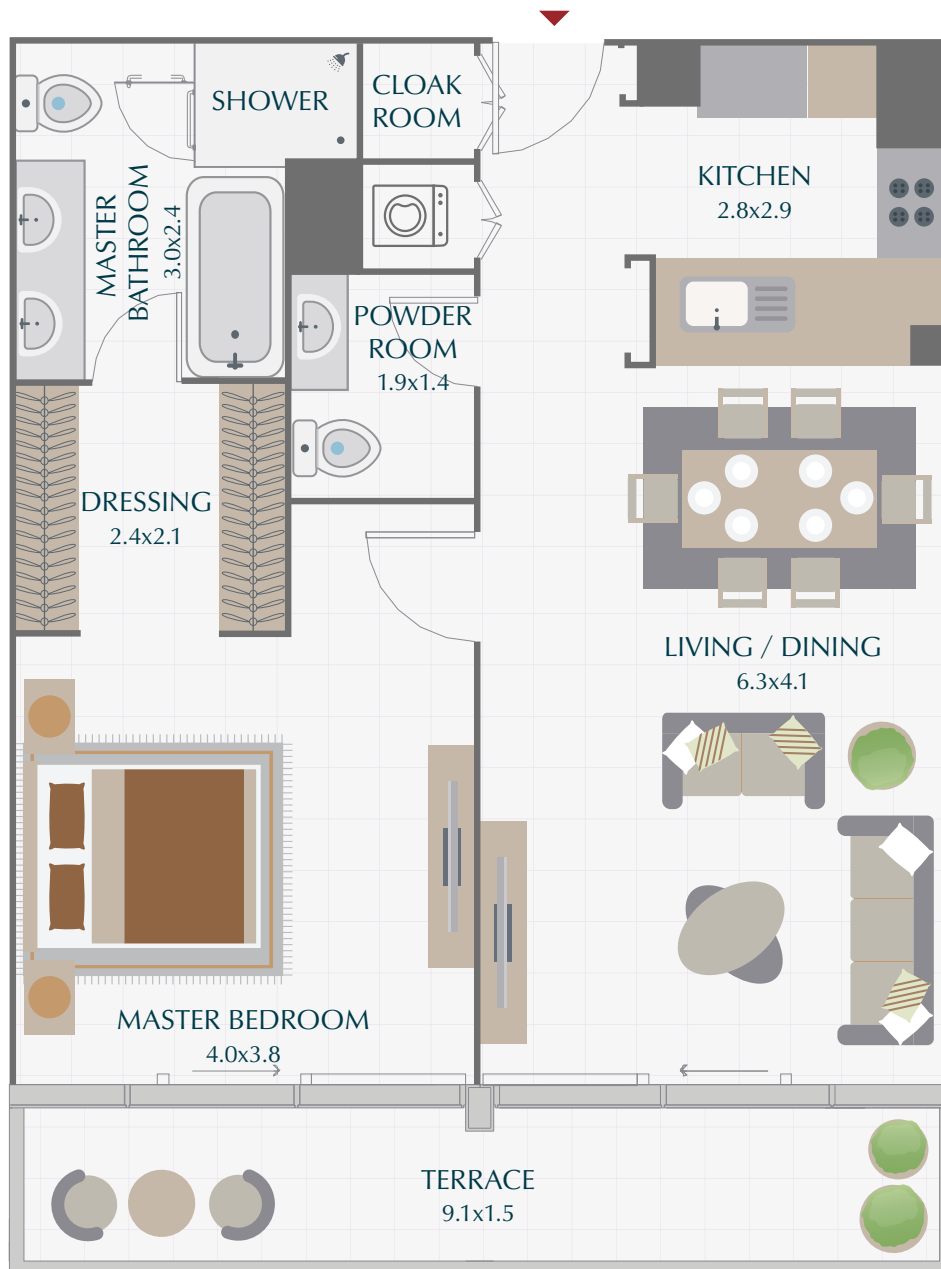 SHOWER
CLOAK
ROOM
KITCHEN
2.8x2.9
MASTER
BATHROOM
3.0x2.4
POWDER
ROOM
1.9x1.4
DRESSING
2.4x2.1
LIVING / DINING
6.3x4.1
MASTER BEDROOM
4.0x3.8
TERRACE
9.1x1.5